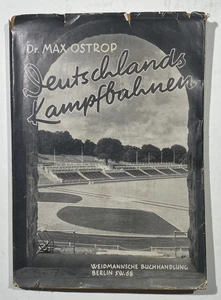 Dr. MAX OSTROP
Deutschlands
Kampfbahnen
WEIDMANNSCHE BUCHHANDLUNG
BERLIN SW 68